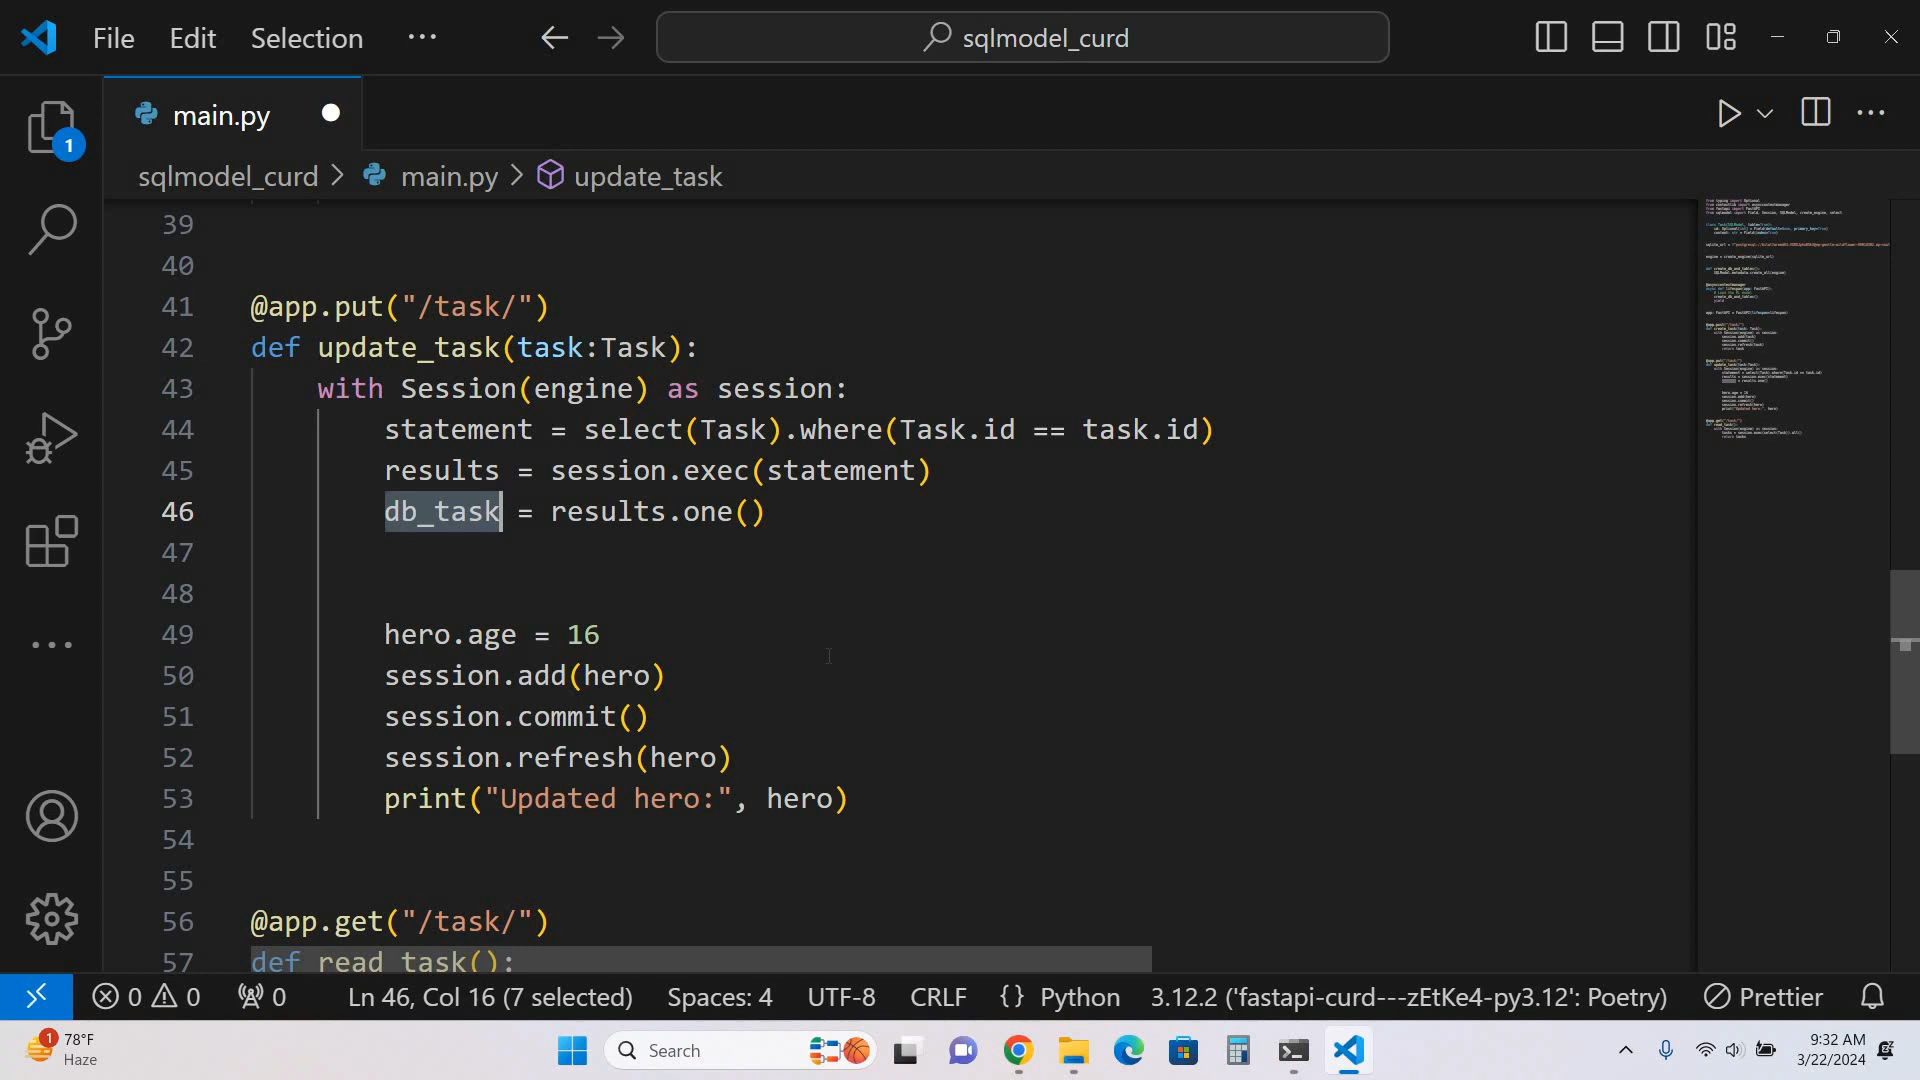 File Edit Selection ··· sqlmodel_curd
main.py
1
sqlmodel_curd > main.py > update_task
39
40
41 @app.put("/task/")
42 def update_task(task:Task):
43 with Session(engine) as session:
44 statement = select(Task).where(Task.id == task.id)
45 results = session.exec(statement)
46 db_task = results.one()
47
48
49 hero.age = 16
50 session.add(hero)
51 session.commit()
52 session.refresh(hero)
53 print("Updated hero:", hero)
54
55
56 @app.get("/task/")
57 def read_task():
0 0 0 Ln 46, Col 16 (7 selected) Spaces: 4 UTF-8 CRLF {} Python 3.12.2 ('fastapi-curd---zEtKe4-py3.12': Poetry) Prettier
1 78°F
Haze
Search
9:32 AM
3/22/2024